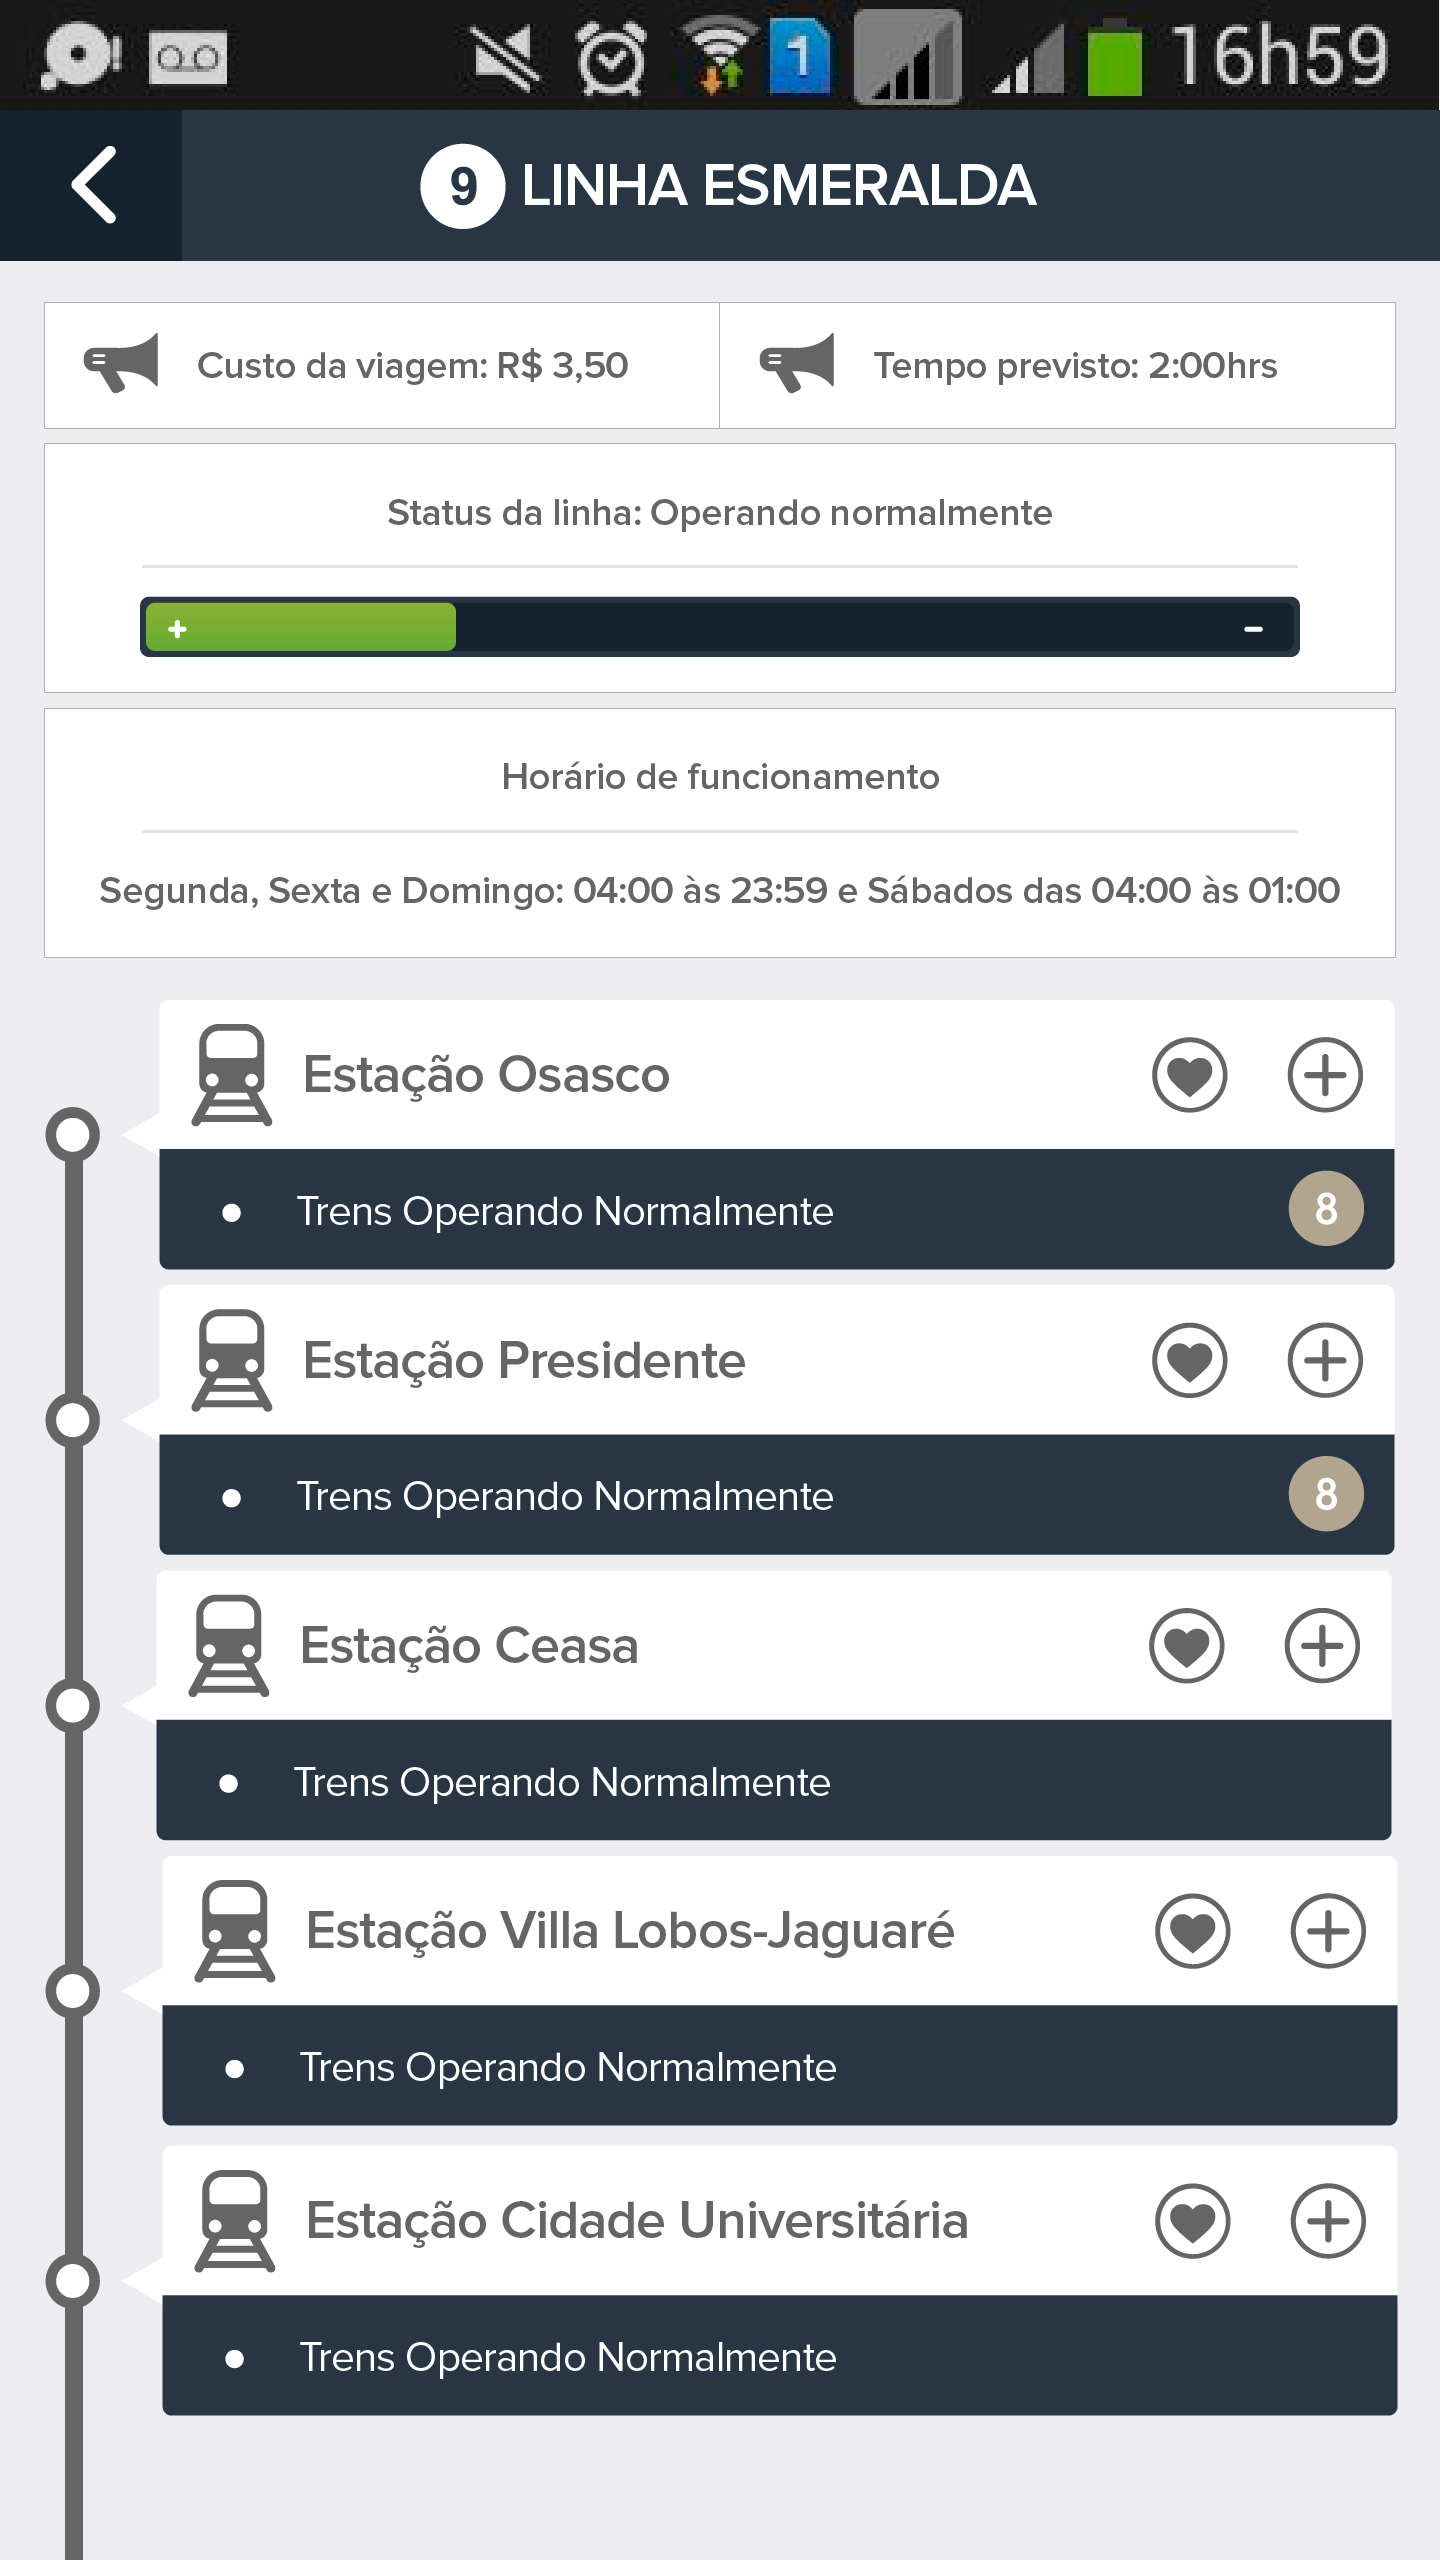 1 16h59
9 LINHA ESMERALDA
Custo da viagem: R$ 3,50
Tempo previsto: 2:00hrs
Status da linha: Operando normalmente
+ −
Horário de funcionamento
Segunda, Sexta e Domingo: 04:00 às 23:59 e Sábados das 04:00 às 01:00
Estação Osasco
Trens Operando Normalmente 8
Estação Presidente
Trens Operando Normalmente 8
Estação Ceasa
Trens Operando Normalmente
Estação Villa Lobos-Jaguaré
Trens Operando Normalmente
Estação Cidade Universitária
Trens Operando Normalmente